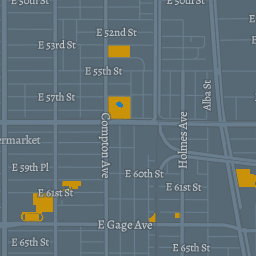 E 50th St
E 50th St
E 52nd St
E 53rd St
E 55th St
Alba St
E 57th St
Compton Ave
Holmes Ave
ermarket
E 59th Pl
E 60th St
E 61st St
E 61st St
E Gage Ave
E 65th St
E 65th St